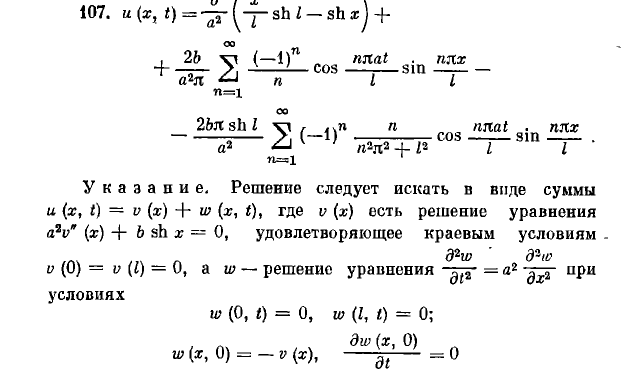 107. u (x, t) = b/a² ( x/l sh l − sh x ) +
+ 2b/a²π ∞ ∑ n=1 (−1)ⁿ/n cos nπat/l sin nπx/l −
− 2bπ sh l/a² ∞ ∑ n=1 (−1)ⁿ n/n²π² + l² cos nπat/l sin nπx/l .
Указание. Решение следует искать в виде суммы
u (x, t) = v (x) + w (x, t), где v (x) есть решение уравнения
a²v″ (x) + b sh x = 0, удовлетворяющее краевым условиям
v (0) = v (l) = 0, а w — решение уравнения ∂²w/∂t² = a² ∂²w/∂x² при
условиях
w (0, t) = 0, w (l, t) = 0;
w (x, 0) = − v (x), ∂w (x, 0)/∂t = 0